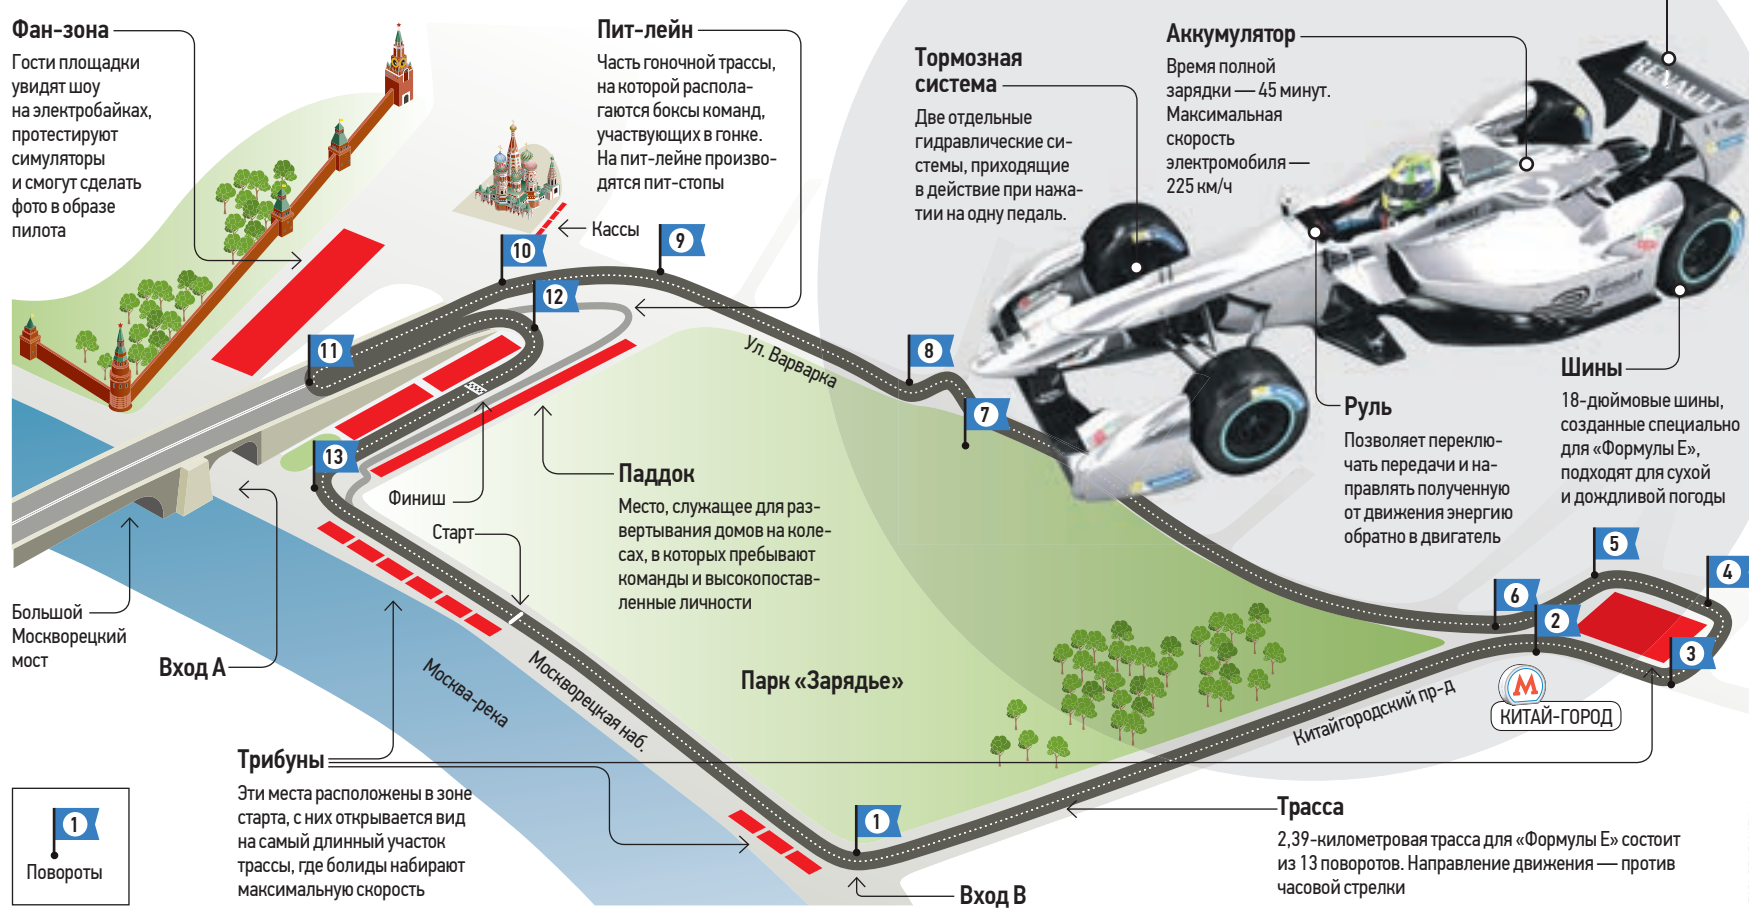 Фан-зона
Гости площадки
увидят шоу
на электробайках,
протестируют
симуляторы
и смогут сделать
фото в образе
пилота
Пит-лейн
Часть гоночной трассы,
на которой распола-
гаются боксы команд,
участвующих в гонке.
На пит-лейне произво-
дятся пит-стопы
Кассы
Тормозная
система
Две отдельные
гидравлические си-
стемы, приходящие
в действие при нажа-
тии на одну педаль.
Аккумулятор
Время полной
зарядки — 45 минут.
Максимальная
скорость
электромобиля —
225 км/ч
RENAULT
10
9
12
11
8
7
13
Ул. Варварка
Руль
Позволяет переклю-
чать передачи и на-
правлять полученную
от движения энергию
обратно в двигатель
Шины
18-дюймовые шины,
созданные специально
для «Формулы Е»,
подходят для сухой
и дождливой погоды
Финиш
Старт
Паддок
Место, служащее для раз-
вертывания домов на коле-
сах, в которых пребывают
команды и высокопостав-
ленные личности
5
4
6
2
3
Большой
Москворецкий
мост
Вход А
Москва-река
Москворецкая наб.
Парк «Зарядье»
Китайгородский пр-д
М
КИТАЙ-ГОРОД
Трибуны
Эти места расположены в зоне
старта, с них открывается вид
на самый длинный участок
трассы, где болиды набирают
максимальную скорость
1
Повороты
1
Вход В
Трасса
2,39-километровая трасса для «Формулы Е» состоит
из 13 поворотов. Направление движения — против
часовой стрелки